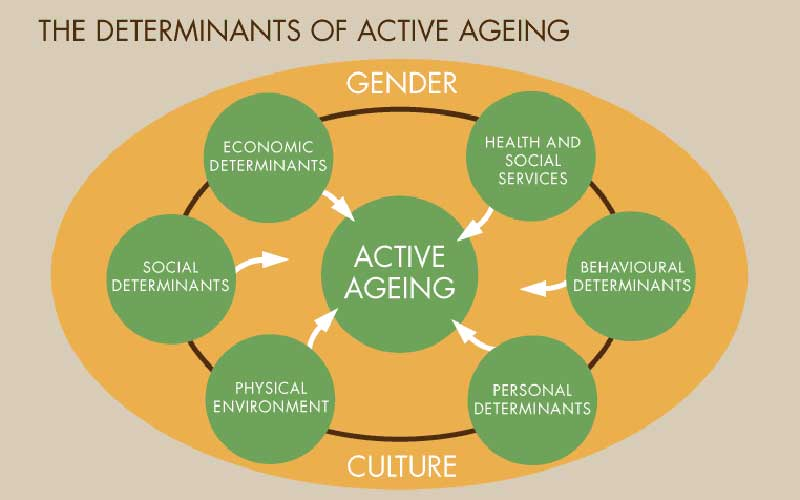 THE DETERMINANTS OF ACTIVE AGEING
GENDER
ECONOMIC
DETERMINANTS
HEALTH AND
SOCIAL
SERVICES
SOCIAL
DETERMINANTS
ACTIVE
AGEING
BEHAVIOURAL
DETERMINANTS
PHYSICAL
ENVIRONMENT
PERSONAL
DETERMINANTS
CULTURE